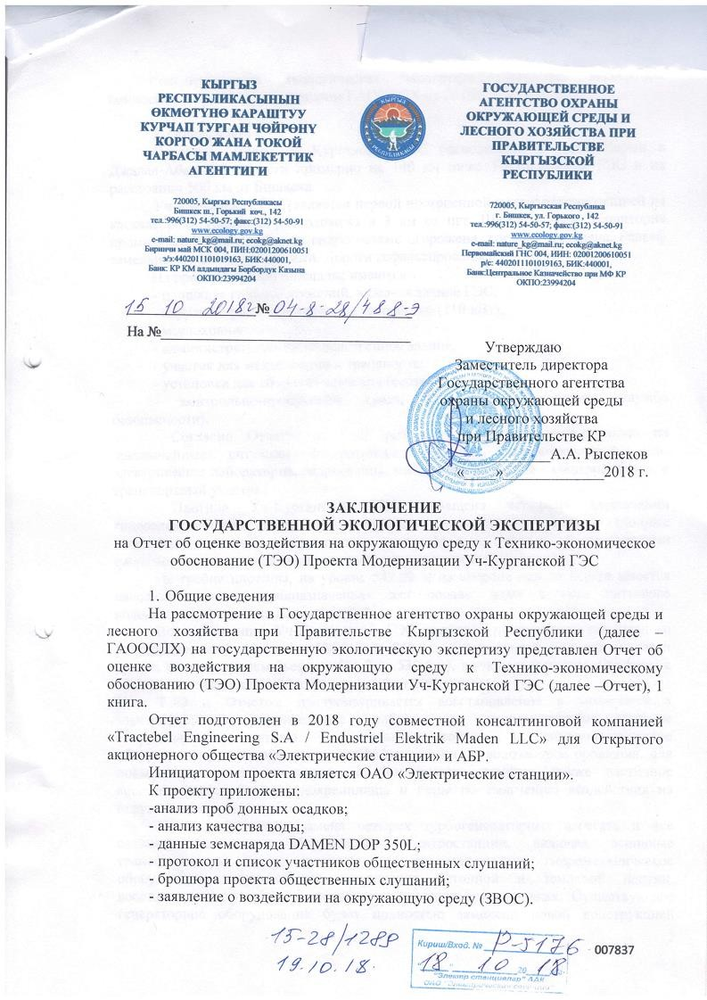 КЫРГЫЗ
РЕСПУБЛИКАСЫНЫН
ӨКМӨТҮНӨ КАРАШТУУ
КУРЧАП ТУРГАН ЧӨЙРӨНҮ
КОРГОО ЖАНА ТОКОЙ
ЧАРБАСЫ МАМЛЕКЕТТИК
АГЕНТТИГИ
720005, Кыргыз Республикасы
Бишкек ш., Горький көч., 142
тел.:996(312) 54-50-57; факс:(312) 54-50-91
www.ecology.gov.kg
e-mail: nature_kg@mail.ru; ecokg@aknet.kg
Биринчи май МСК 004, ПИН:02001200610051
э/э:4402011101019163, БИК:440001,
Банк: КР КМ алдындагы Борбордук Казына
ОКПО:23994204
КЫРГЫЗ
РЕСПУБЛИКАСЫ
ГОСУДАРСТВЕННОЕ
АГЕНТСТВО ОХРАНЫ
ОКРУЖАЮЩЕЙ СРЕДЫ И
ЛЕСНОГО ХОЗЯЙСТВА ПРИ
ПРАВИТЕЛЬСТВЕ
КЫРГЫЗСКОЙ
РЕСПУБЛИКИ
720005, Кыргызская Республика
г. Бишкек, ул. Горького , 142
тел.:996(312) 54-50-57; факс:(312) 54-50-91
www.ecology.gov.kg
e-mail: nature_kg@mail.ru; ecokg@aknet.kg
Первомайский ГНС 004, ИИН: 02001200610051
р/с: 4402011101019163, БИК:440001,
Банк:Центральное Казначейство при МФ КР
ОКПО:23994204
15 10 2018г № 04-8-28/488-э
На №
Утверждаю
Заместитель директора
Государственного агентства
охраны окружающей среды
и лесного хозяйства
при Правительстве КР
А.А. Рыспеков
«____»____________2018 г.
ЗАКЛЮЧЕНИЕ
ГОСУДАРСТВЕННОЙ ЭКОЛОГИЧЕСКОЙ ЭКСПЕРТИЗЫ
на Отчет об оценке воздействия на окружающую среду к Технико-экономическое
обоснование (ТЭО) Проекта Модернизации Уч-Курганской ГЭС
1. Общие сведения
На рассмотрение в Государственное агентство охраны окружающей среды и
лесного хозяйства при Правительстве Кыргызской Республики (далее –
ГАООСЛХ) на государственную экологическую экспертизу представлен Отчет об
оценке воздействия на окружающую среду к Технико-экономическому
обоснованию (ТЭО) Проекта Модернизации Уч-Курганской ГЭС (далее –Отчет), 1
книга.
Отчет подготовлен в 2018 году совместной консалтинговой компанией
«Tractebel Engineering S.A / Endustriel Elektrik Maden LLC» для Открытого
акционерного общества «Электрические станции» и АБР.
Инициатором проекта является ОАО «Электрические станции».
К проекту приложены:
-анализ проб донных осадков;
- анализ качества воды;
- данные земснаряда DAMEN DOP 350L;
- протокол и список участников общественных слушаний;
- брошюра проекта общественных слушаний;
- заявление о воздействии на окружающую среду (ЗВОС).
15-28/1289
19.10.18.
Кириш/Вход. № Р-5176
18 10 20 18
"Электр станциялар" ААК
ОАО "Электрические станции"
007837